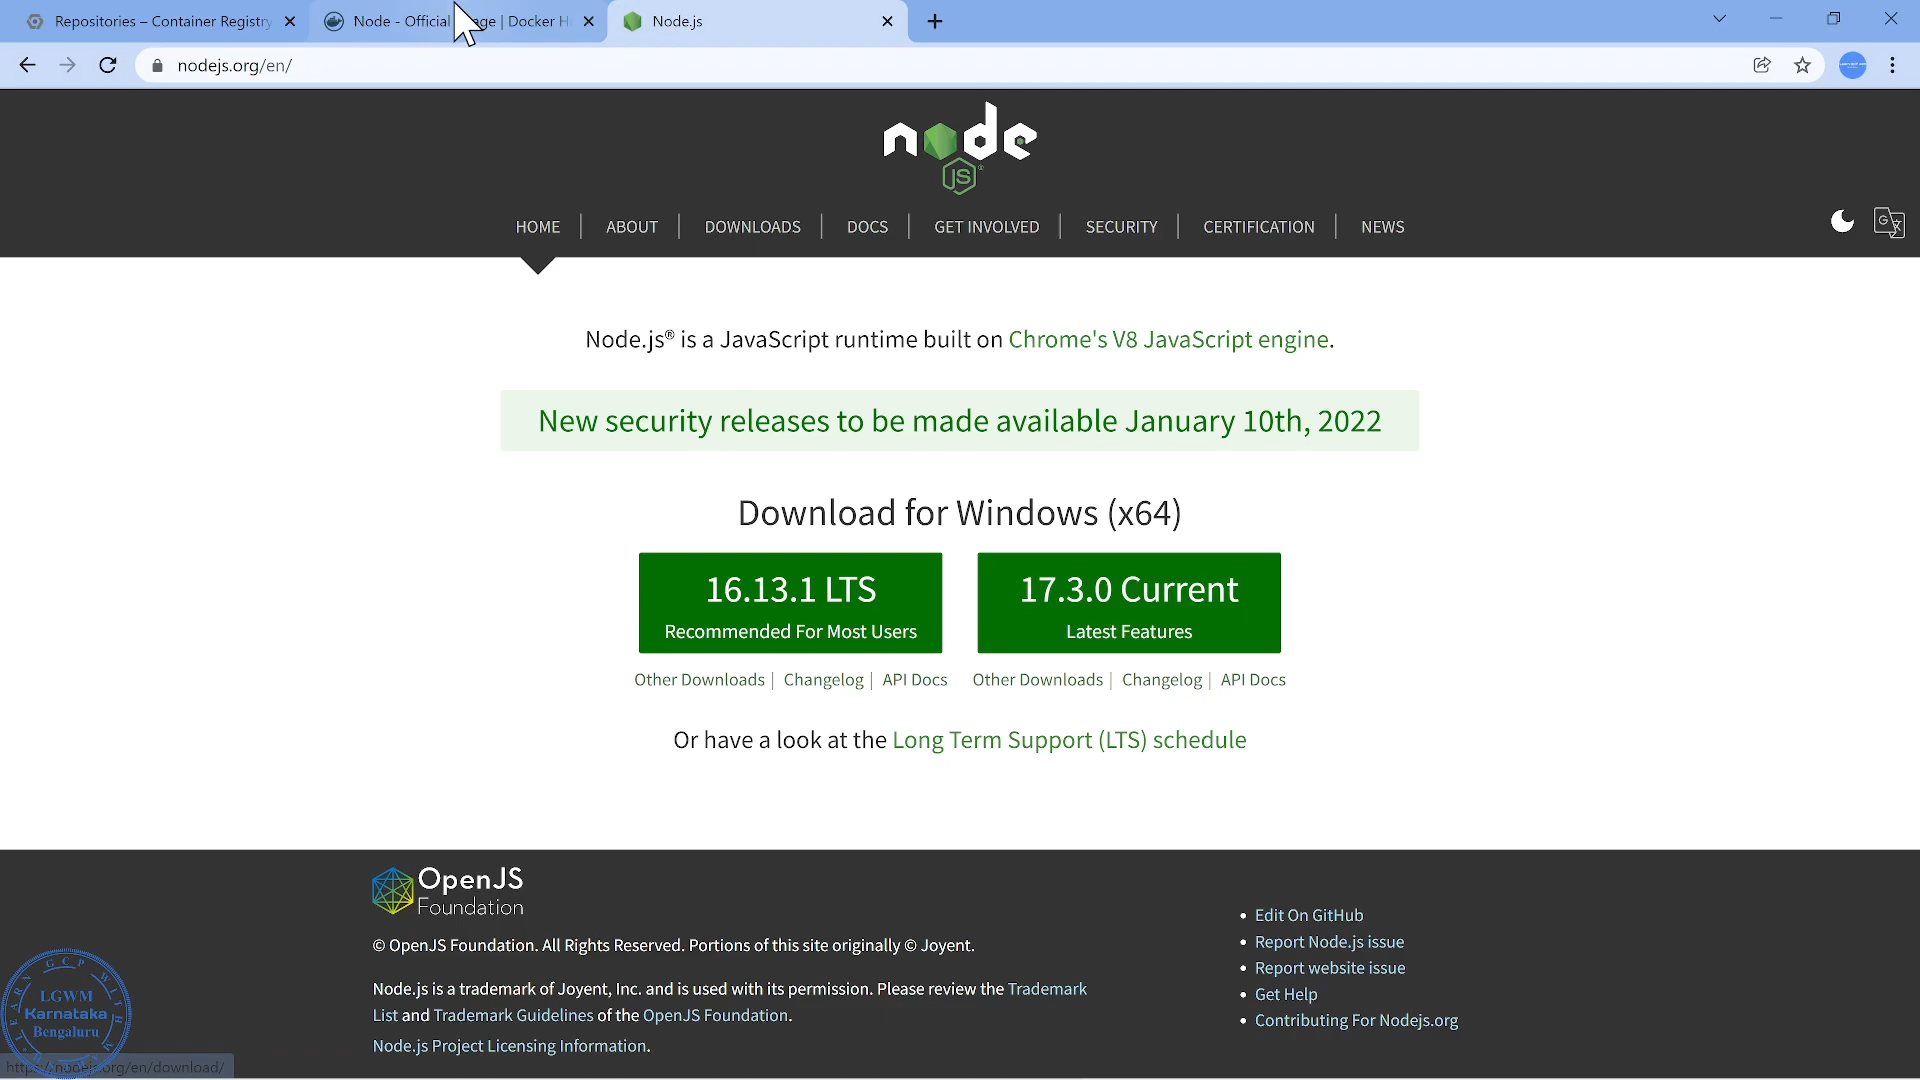 Repositories – Container Registry
Node - Official
ge | Docker H
Node.js
nodejs.org/en/
node
JS
HOME
ABOUT
DOWNLOADS
DOCS
GET INVOLVED
SECURITY
CERTIFICATION
NEWS
Node.js® is a JavaScript runtime built on Chrome's V8 JavaScript engine.
New security releases to be made available January 10th, 2022
Download for Windows (x64)
16.13.1 LTS
Recommended For Most Users
17.3.0 Current
Latest Features
Other Downloads | Changelog | API Docs
Other Downloads | Changelog | API Docs
Or have a look at the Long Term Support (LTS) schedule
OpenJS
Foundation
© OpenJS Foundation. All Rights Reserved. Portions of this site originally © Joyent.
Node.js is a trademark of Joyent, Inc. and is used with its permission. Please review the Trademark
List and Trademark Guidelines of the OpenJS Foundation.
Node.js Project Licensing Information.
• Edit On GitHub
• Report Node.js issue
• Report website issue
• Get Help
• Contributing For Nodejs.org
LGWM
Karnataka
Bengaluru
https://nodejs.org/en/download/